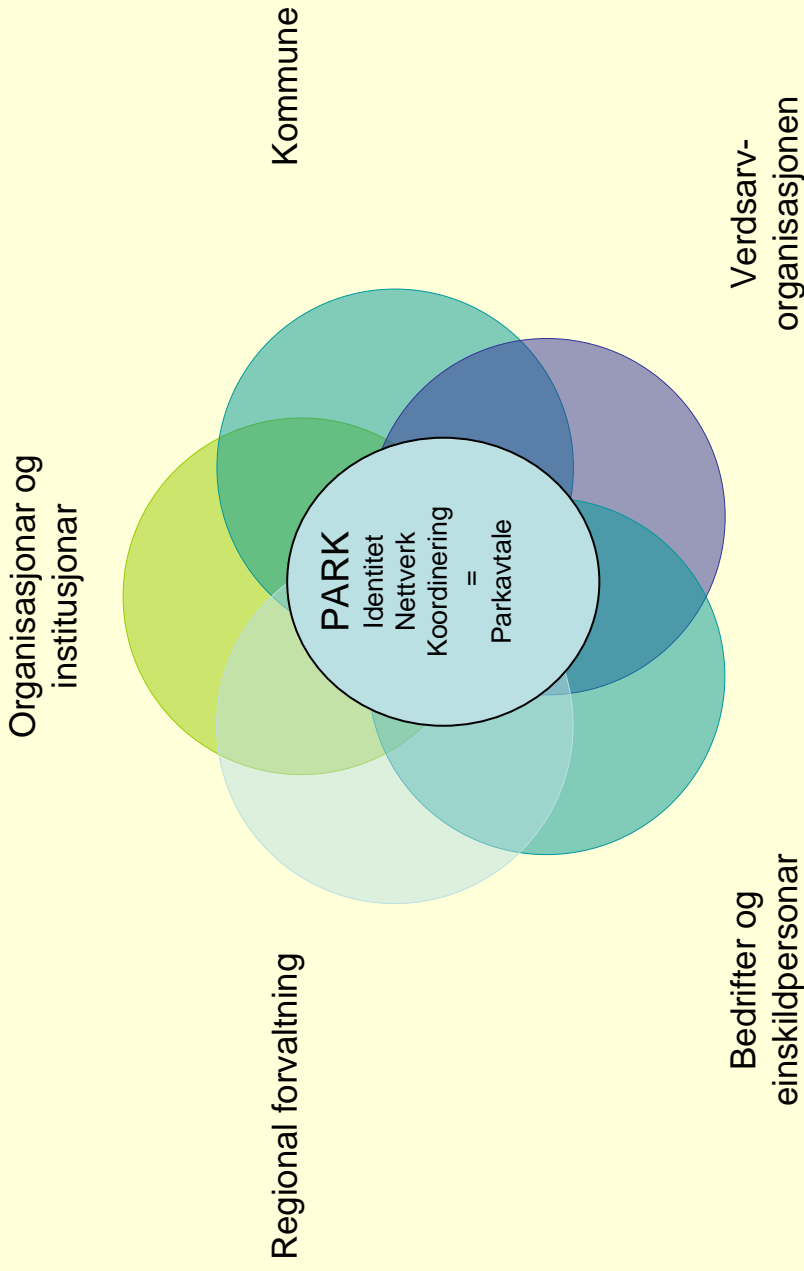 Organisasjonar og
institusjonar
Regional forvaltning
Kommune
PARK
Identitet
Nettverk
Koordinering
=
Parkavtale
Bedrifter og
einskildpersonar
Verdsarv-
organisasjonen